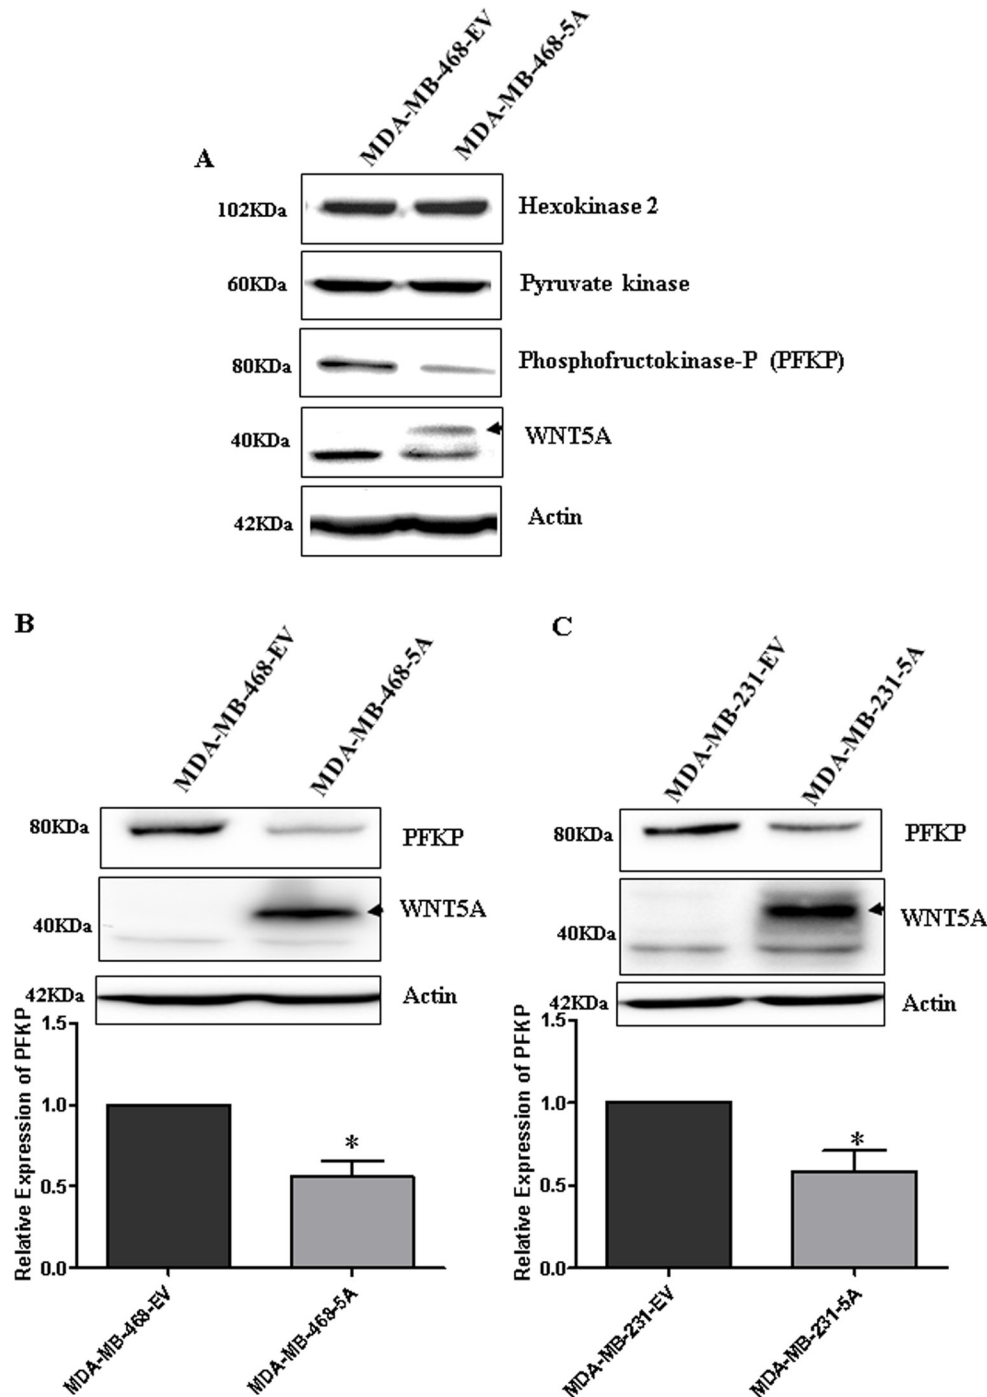 MDA-MB-468-EV
MDA-MB-468-5A
A
102KDa
Hexokinase 2
60KDa
Pyruvate kinase
80KDa
Phosphofructokinase-P (PFKP)
40KDa
WNT5A
42KDa
Actin
B
MDA-MB-468-EV
MDA-MB-468-5A
80KDa
PFKP
40KDa
WNT5A
42KDa
Actin
Relative Expression of PFKP
1.5
1.0
0.5
0.0
*
MDA-MB-468-EV
MDA-MB-468-5A
C
MDA-MB-231-EV
MDA-MB-231-5A
80KDa
PFKP
40KDa
WNT5A
42KDa
Actin
Relative Expression of PFKP
1.5
1.0
0.5
0.0
*
MDA-MB-231-EV
MDA-MB-231-5A